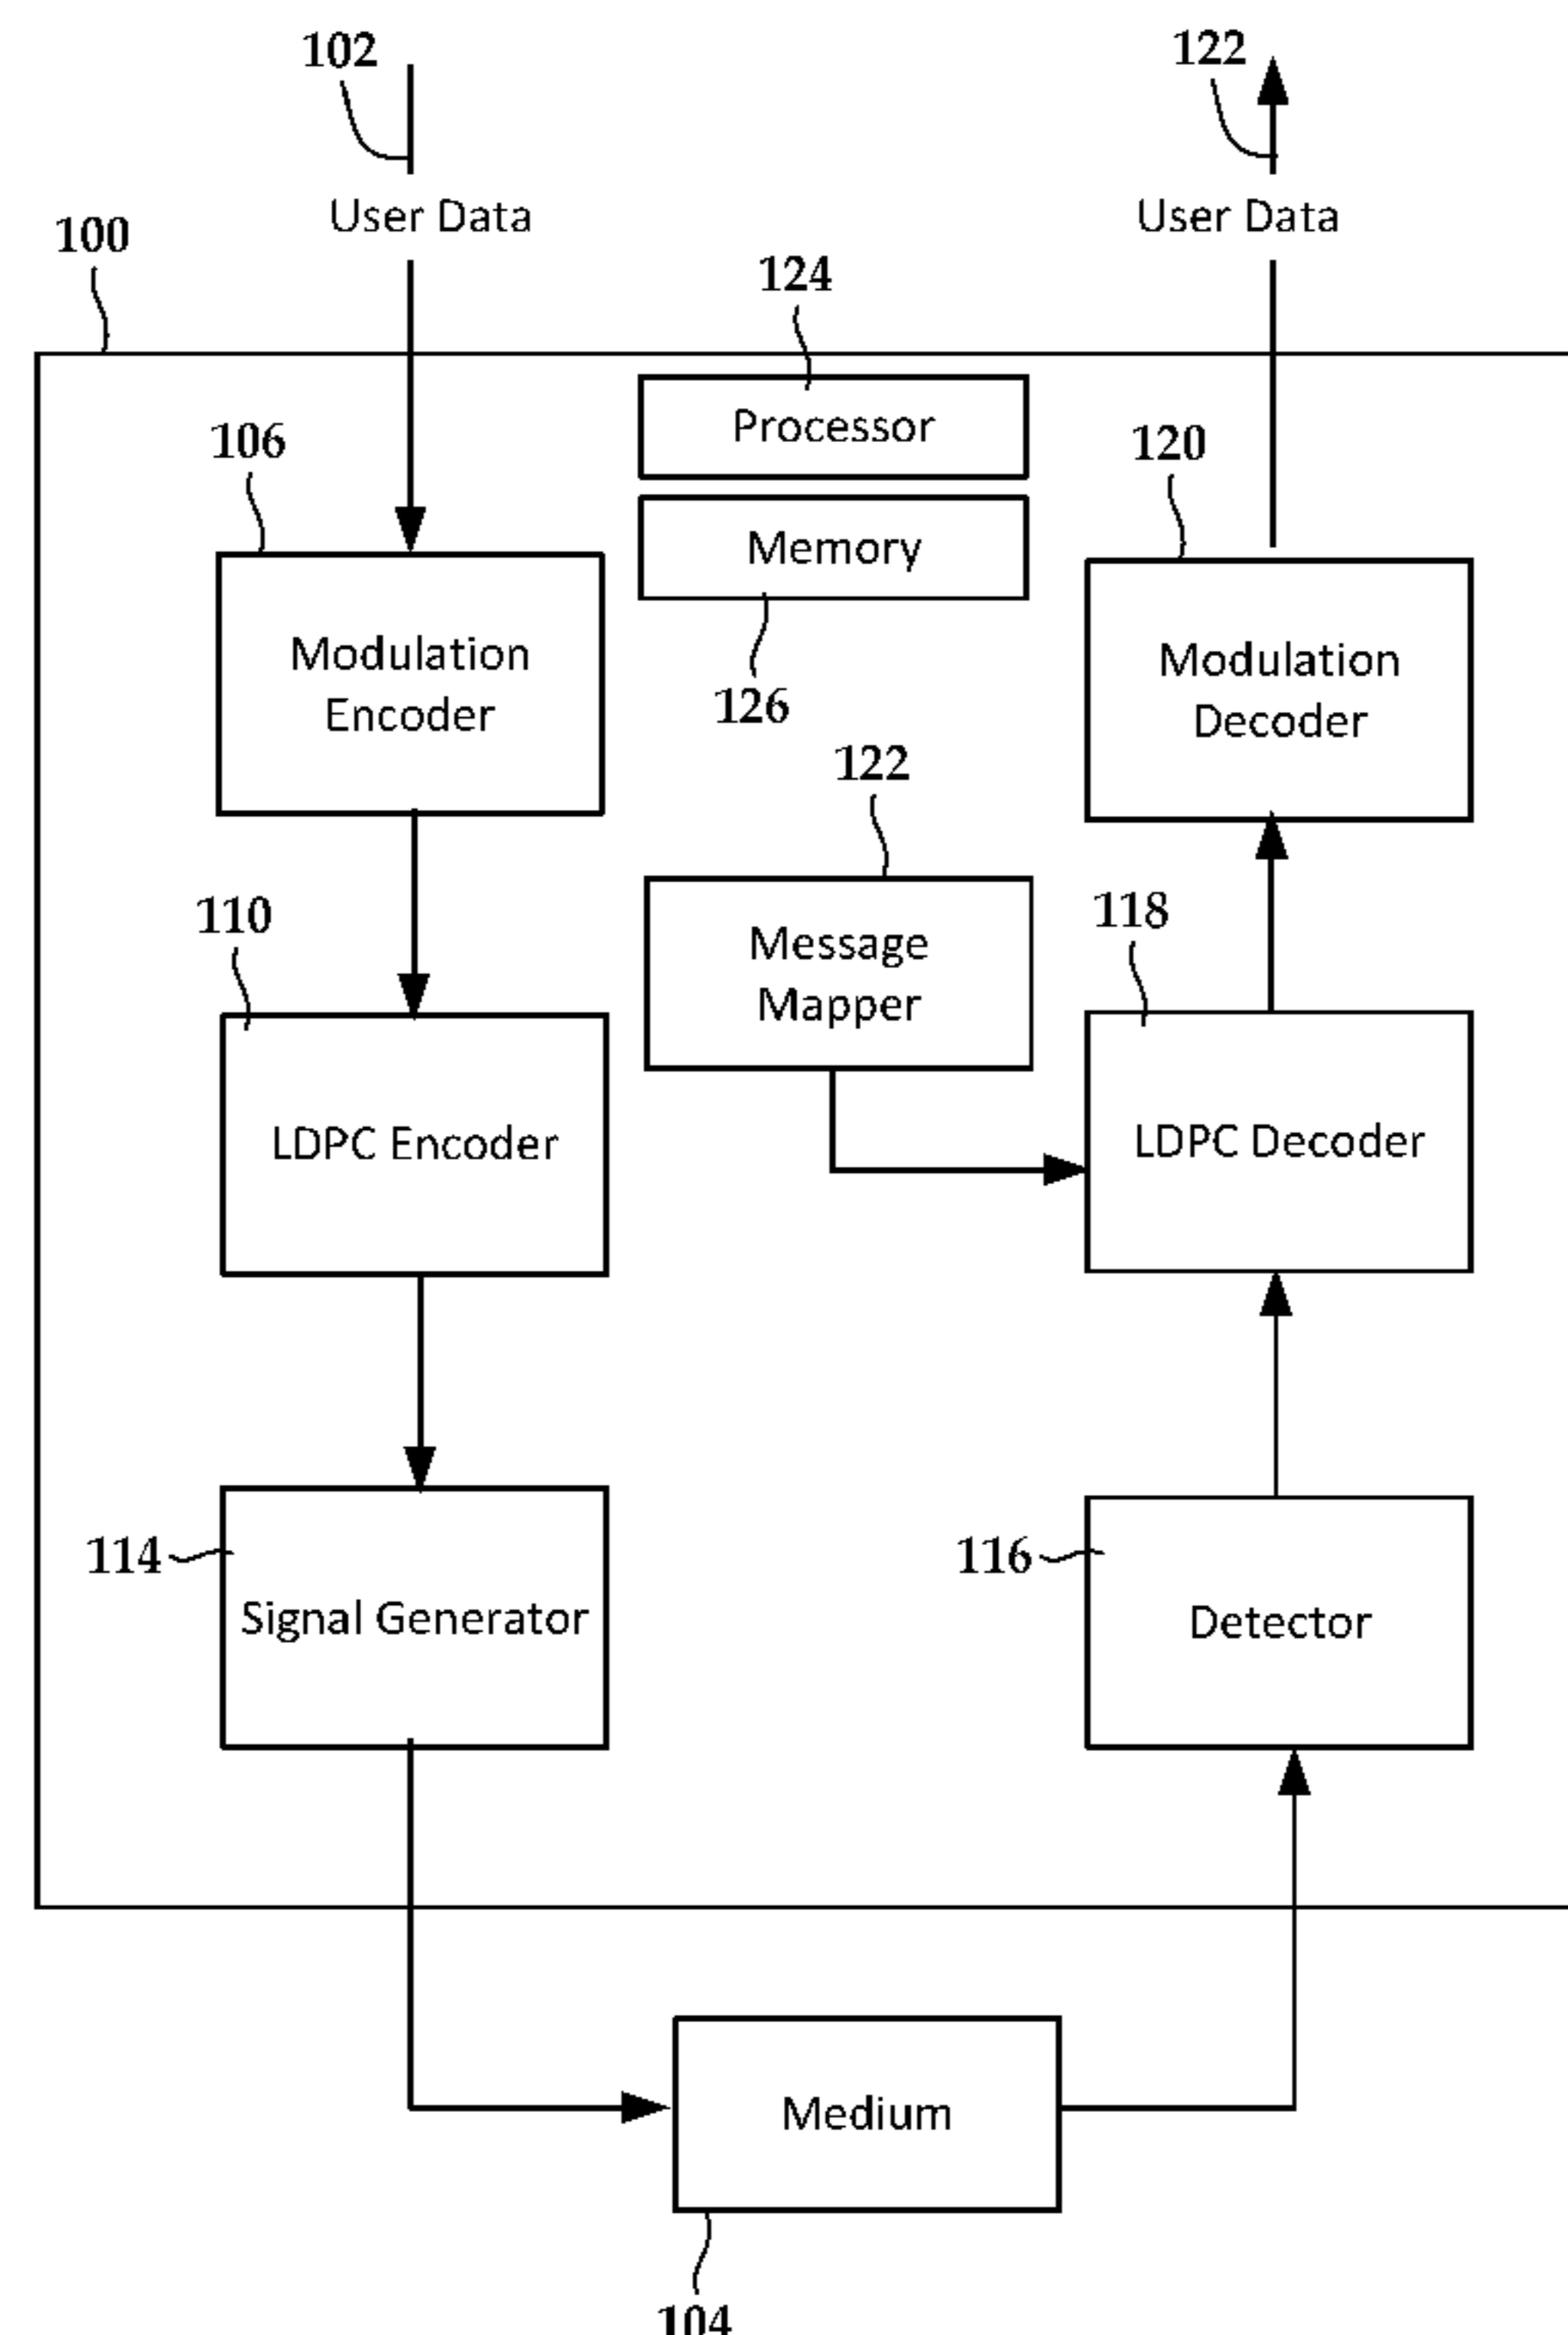 102
122
User Data
User Data
100
124
Processor
106
120
Memory
Modulation
Encoder
Modulation
Decoder
126
122
110
Message
Mapper
118
LDPC Encoder
LDPC Decoder
114
116
Signal Generator
Detector
Medium
104